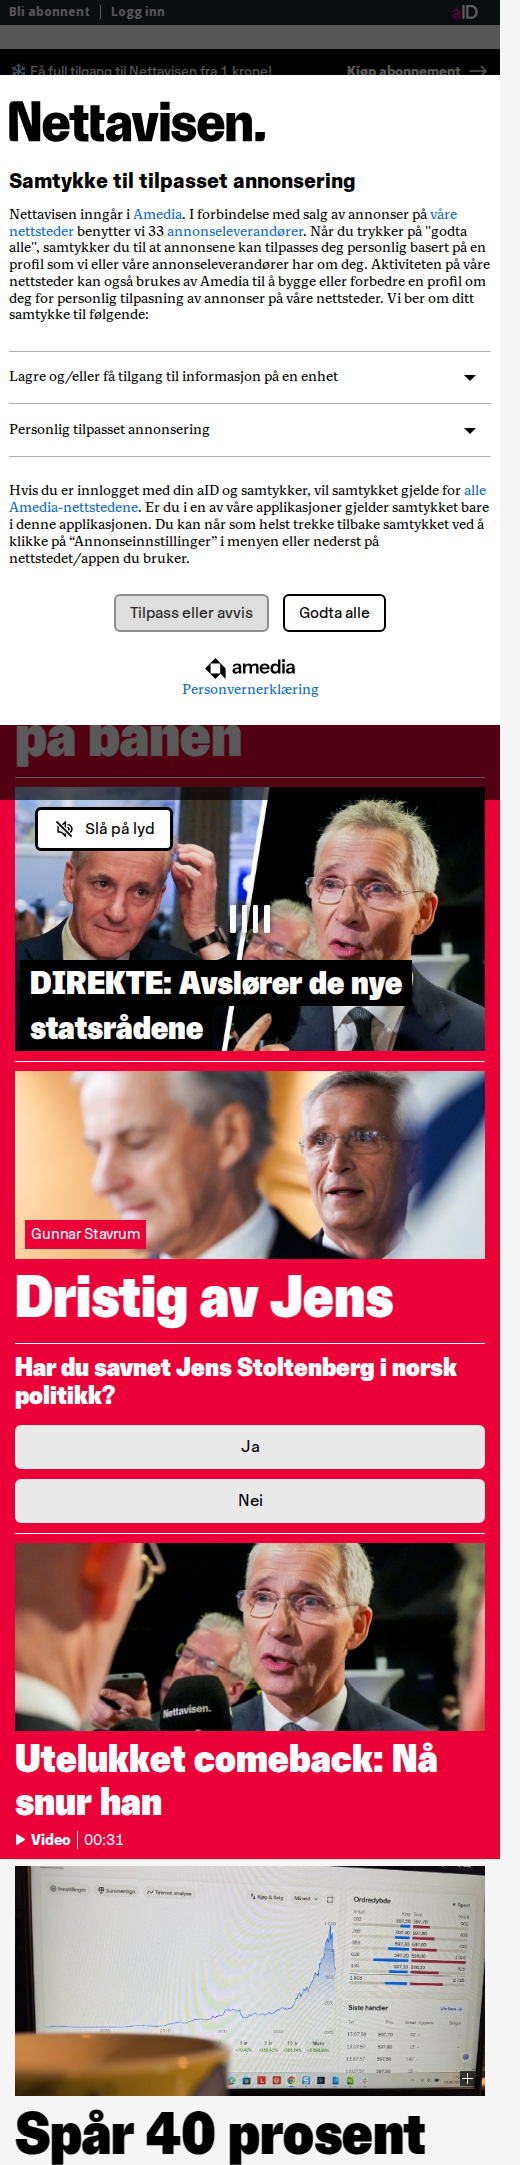 Bli abonnent
Logg inn
aID
Få full tilgang til Nettavisen fra 1 krone!
Kjøp abonnement
Nettavisen.
Samtykke til tilpasset annonsering
Nettavisen inngår i Amedia. I forbindelse med salg av annonser på våre
nettsteder benytter vi 33 annonseleverandører. Når du trykker på "godta
alle", samtykker du til at annonsene kan tilpasses deg personlig basert på en
profil som vi eller våre annonseleverandører har om deg. Aktiviteten på våre
nettsteder kan også brukes av Amedia til å bygge eller forbedre en profil om
deg for personlig tilpasning av annonser på våre nettsteder. Vi ber om ditt
samtykke til følgende:
Lagre og/eller få tilgang til informasjon på en enhet
Personlig tilpasset annonsering
Hvis du er innlogget med din aID og samtykker, vil samtykket gjelde for alle
Amedia-nettstedene. Er du i en av våre applikasjoner gjelder samtykket bare
i denne applikasjonen. Du kan når som helst trekke tilbake samtykket ved å
klikke på “Annonseinnstillinger” i menyen eller nederst på
nettstedet/appen du bruker.
Tilpass eller avvis
Godta alle
amedia
Personvernerklæring
på banen
Slå på lyd
DIREKTE: Avslører de nye
statsrådene
Gunnar Stavrum
Dristig av Jens
Har du savnet Jens Stoltenberg i norsk
politikk?
Ja
Nei
Nettavisen.
Utelukket comeback: Nå
snur han
Video
00:31
Innstillinger
Sammenlign
Teknisk analyse
Kjøp & Selg
Måned
Ordredybde
Siste handler
Spår 40 prosent